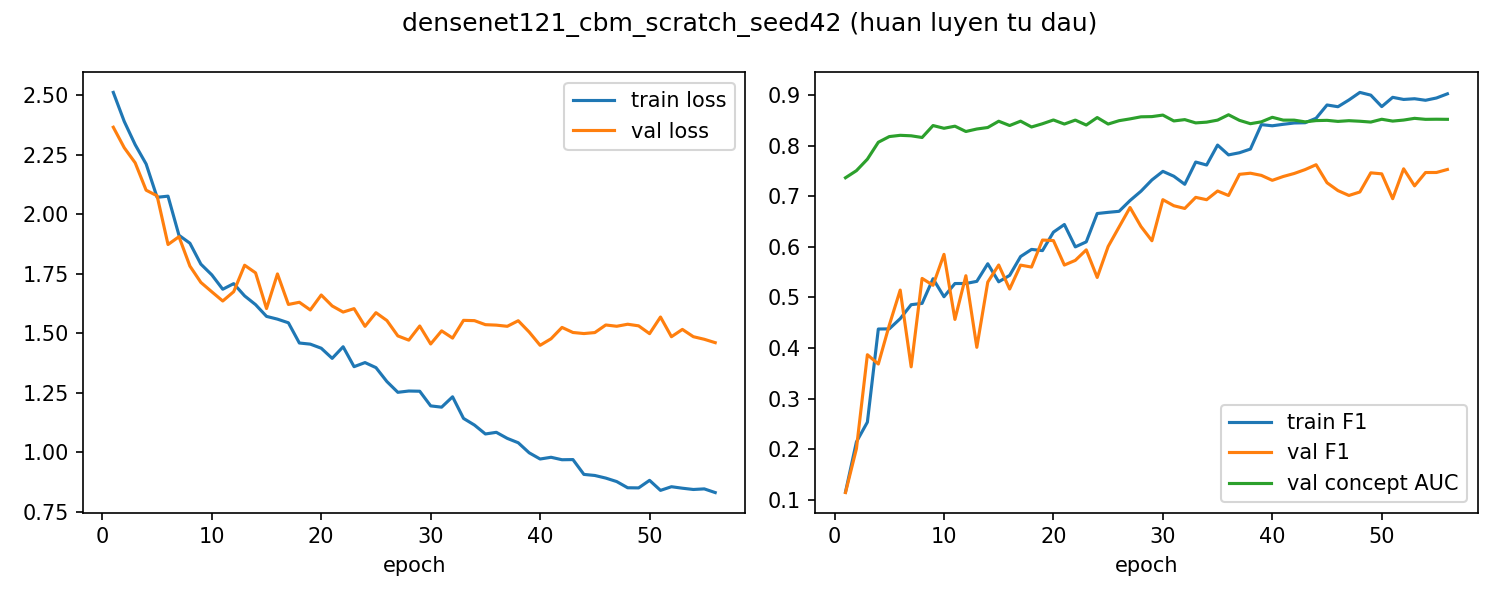 densenet121_cbm_scratch_seed42 (huan luyen tu dau)
2.50
2.25
2.00
1.75
1.50
1.25
1.00
0.75
0 10 20 30 40 50
epoch
train loss
val loss
0.9
0.8
0.7
0.6
0.5
0.4
0.3
0.2
0.1
0 10 20 30 40 50
epoch
train F1
val F1
val concept AUC